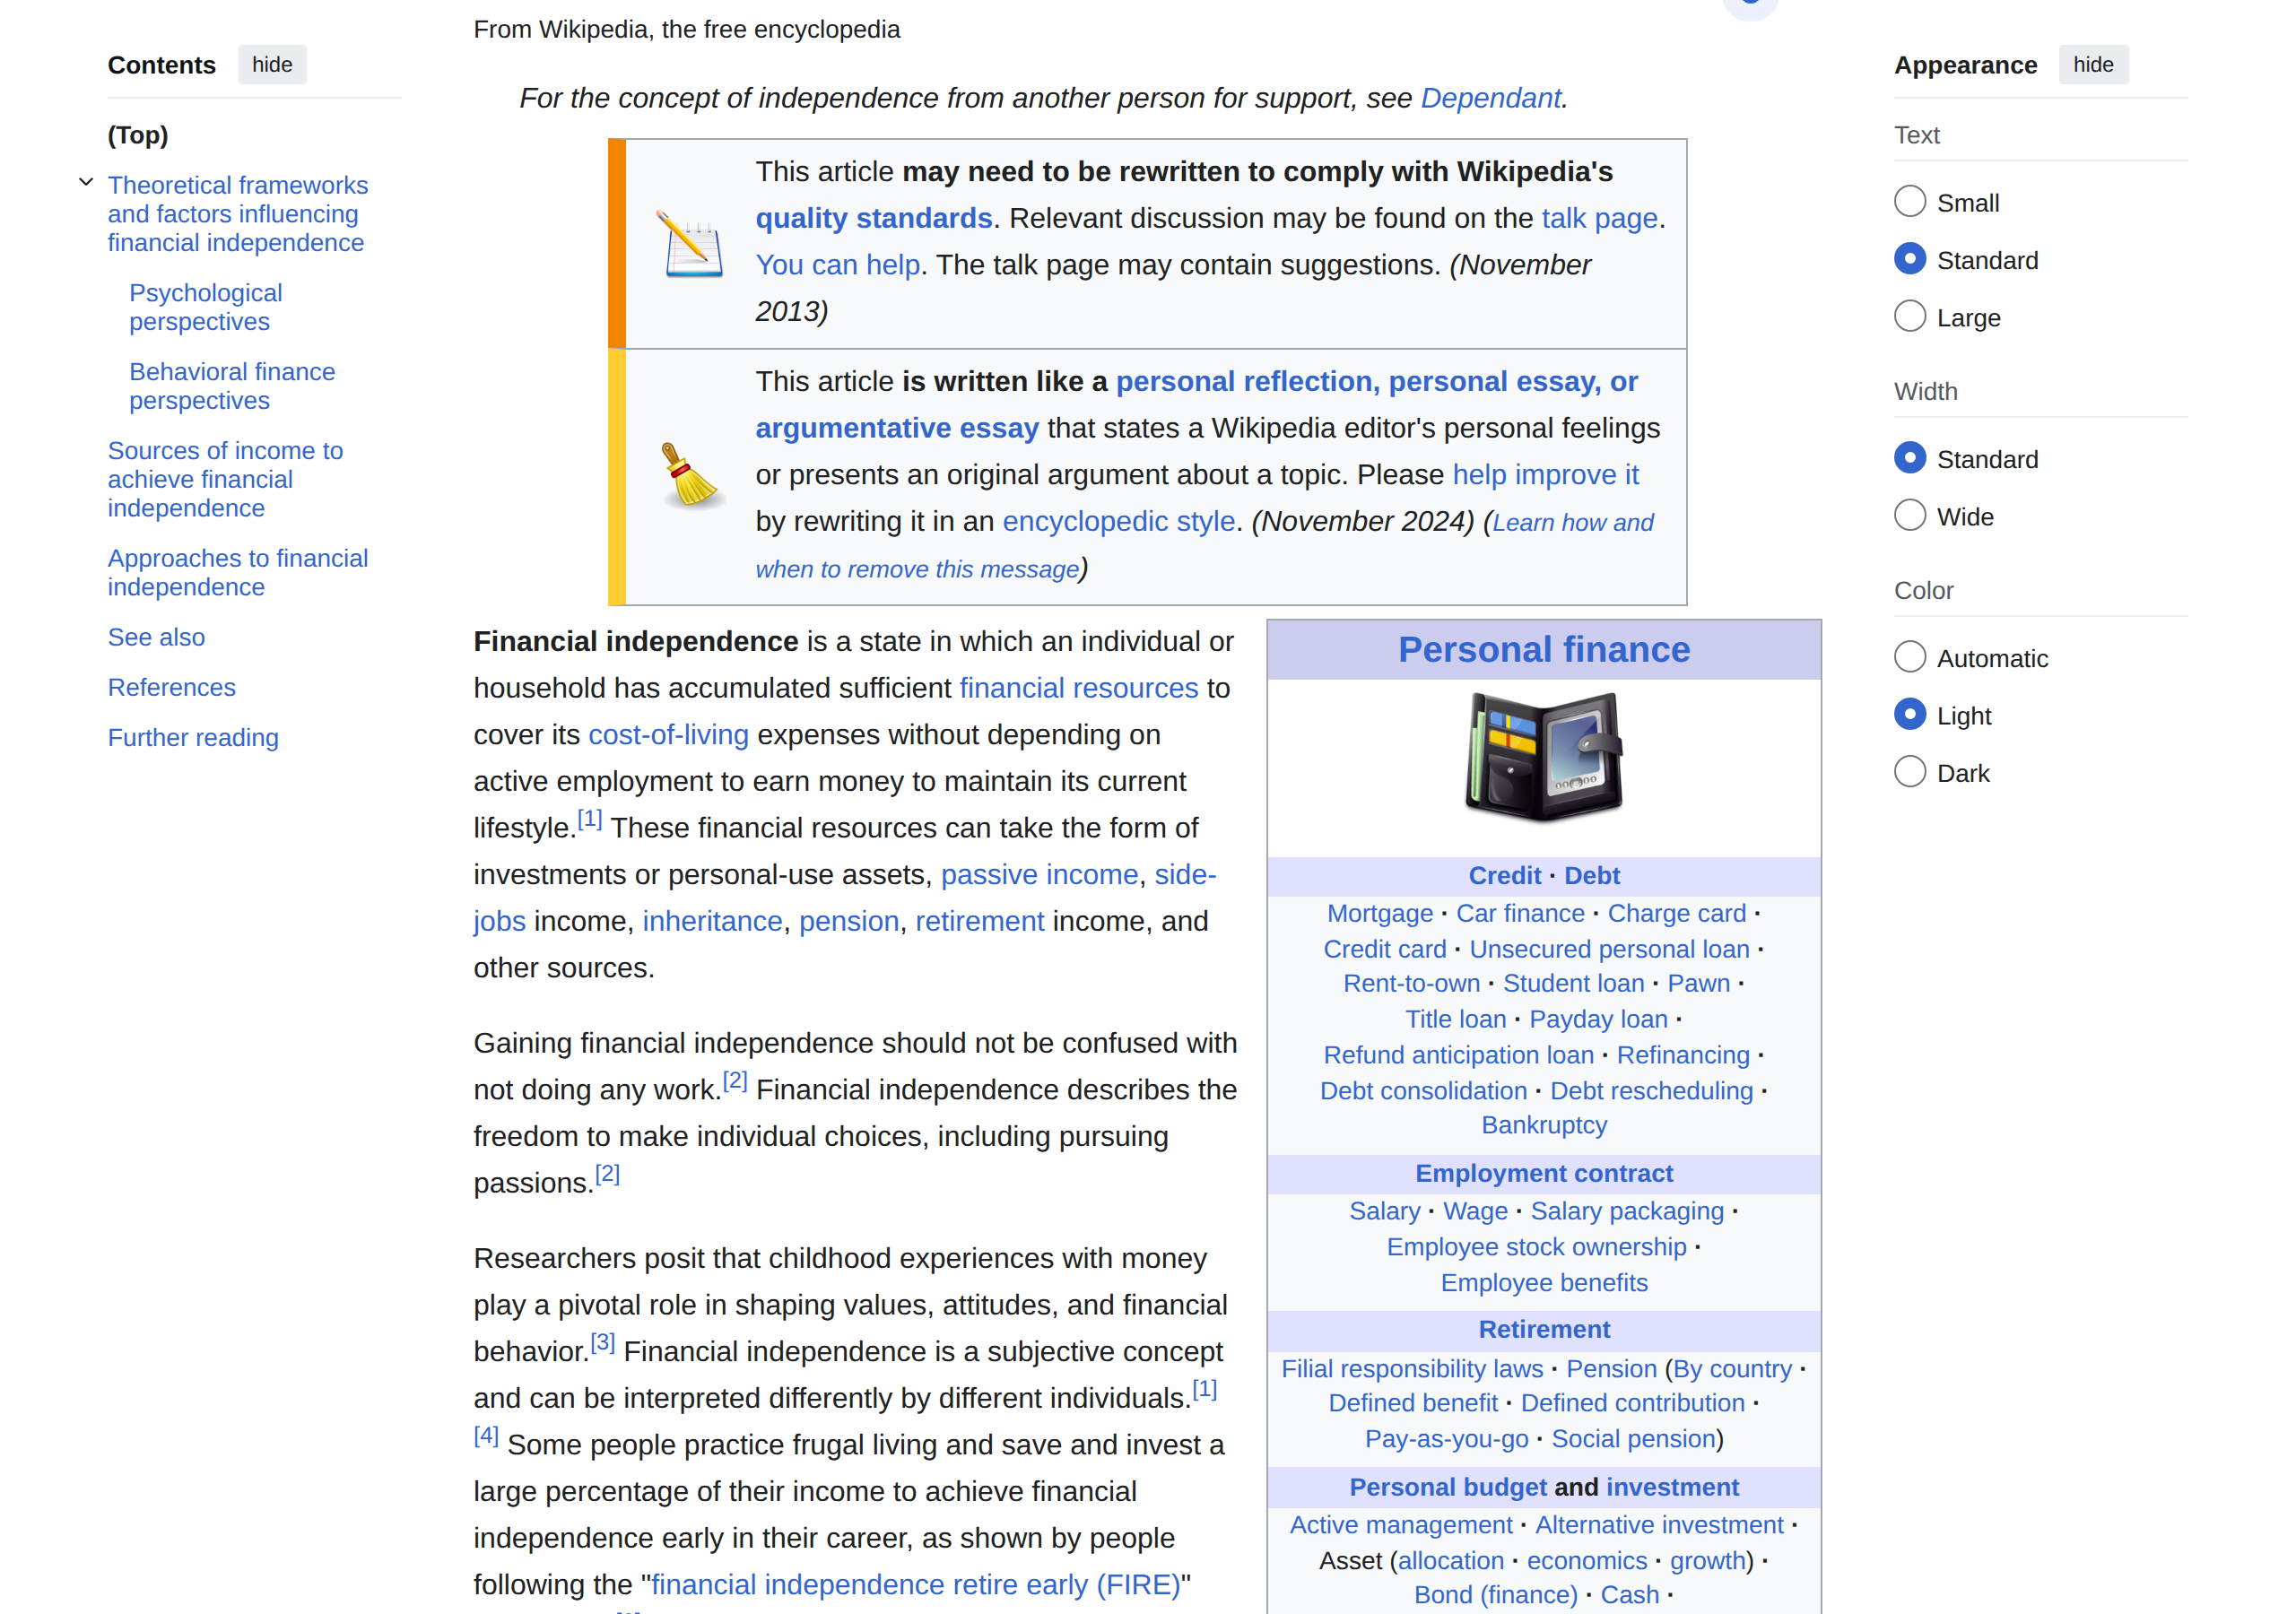 From Wikipedia, the free encyclopedia
Contents hide
(Top)
Theoretical frameworks
and factors influencing
financial independence
Psychological
perspectives
Behavioral finance
perspectives
Sources of income to
achieve financial
independence
Approaches to financial
independence
See also
References
Further reading
For the concept of independence from another person for support, see Dependant.
This article may need to be rewritten to comply with Wikipedia's
quality standards. Relevant discussion may be found on the talk page.
You can help. The talk page may contain suggestions. (November
2013)
This article is written like a personal reflection, personal essay, or
argumentative essay that states a Wikipedia editor's personal feelings
or presents an original argument about a topic. Please help improve it
by rewriting it in an encyclopedic style. (November 2024) (Learn how and
when to remove this message)
Financial independence is a state in which an individual or
household has accumulated sufficient financial resources to
cover its cost-of-living expenses without depending on
active employment to earn money to maintain its current
lifestyle.[1] These financial resources can take the form of
investments or personal-use assets, passive income, side-
jobs income, inheritance, pension, retirement income, and
other sources.
Gaining financial independence should not be confused with
not doing any work.[2] Financial independence describes the
freedom to make individual choices, including pursuing
passions.[2]
Researchers posit that childhood experiences with money
play a pivotal role in shaping values, attitudes, and financial
behavior.[3] Financial independence is a subjective concept
and can be interpreted differently by different individuals.[1]
[4] Some people practice frugal living and save and invest a
large percentage of their income to achieve financial
independence early in their career, as shown by people
following the "financial independence retire early (FIRE)"
Personal finance
Credit · Debt
Mortgage · Car finance · Charge card ·
Credit card · Unsecured personal loan ·
Rent-to-own · Student loan · Pawn ·
Title loan · Payday loan ·
Refund anticipation loan · Refinancing ·
Debt consolidation · Debt rescheduling ·
Bankruptcy
Employment contract
Salary · Wage · Salary packaging ·
Employee stock ownership ·
Employee benefits
Retirement
Filial responsibility laws · Pension (By country ·
Defined benefit · Defined contribution ·
Pay-as-you-go · Social pension)
Personal budget and investment
Active management · Alternative investment ·
Asset (allocation · economics · growth) ·
Bond (finance) · Cash ·
Appearance hide
Text
Small
Standard
Large
Width
Standard
Wide
Color
Automatic
Light
Dark